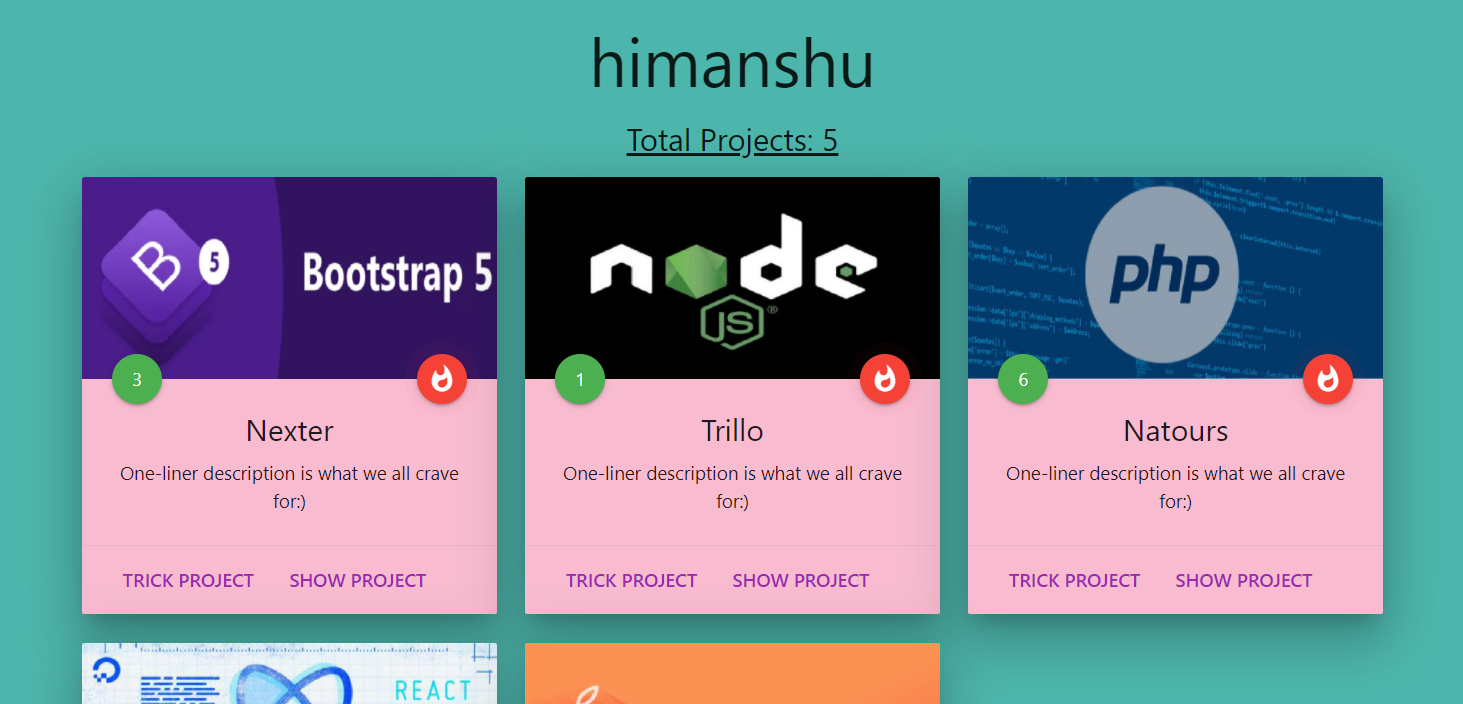 himanshu
Total Projects: 5
5
Bootstrap 5
node
JS
php
3
1
6
Nexter
Trillo
Natours
One-liner description is what we all crave
for:)
One-liner description is what we all crave
for:)
One-liner description is what we all crave
for:)
TRICK PROJECT SHOW PROJECT
TRICK PROJECT SHOW PROJECT
TRICK PROJECT SHOW PROJECT
REACT